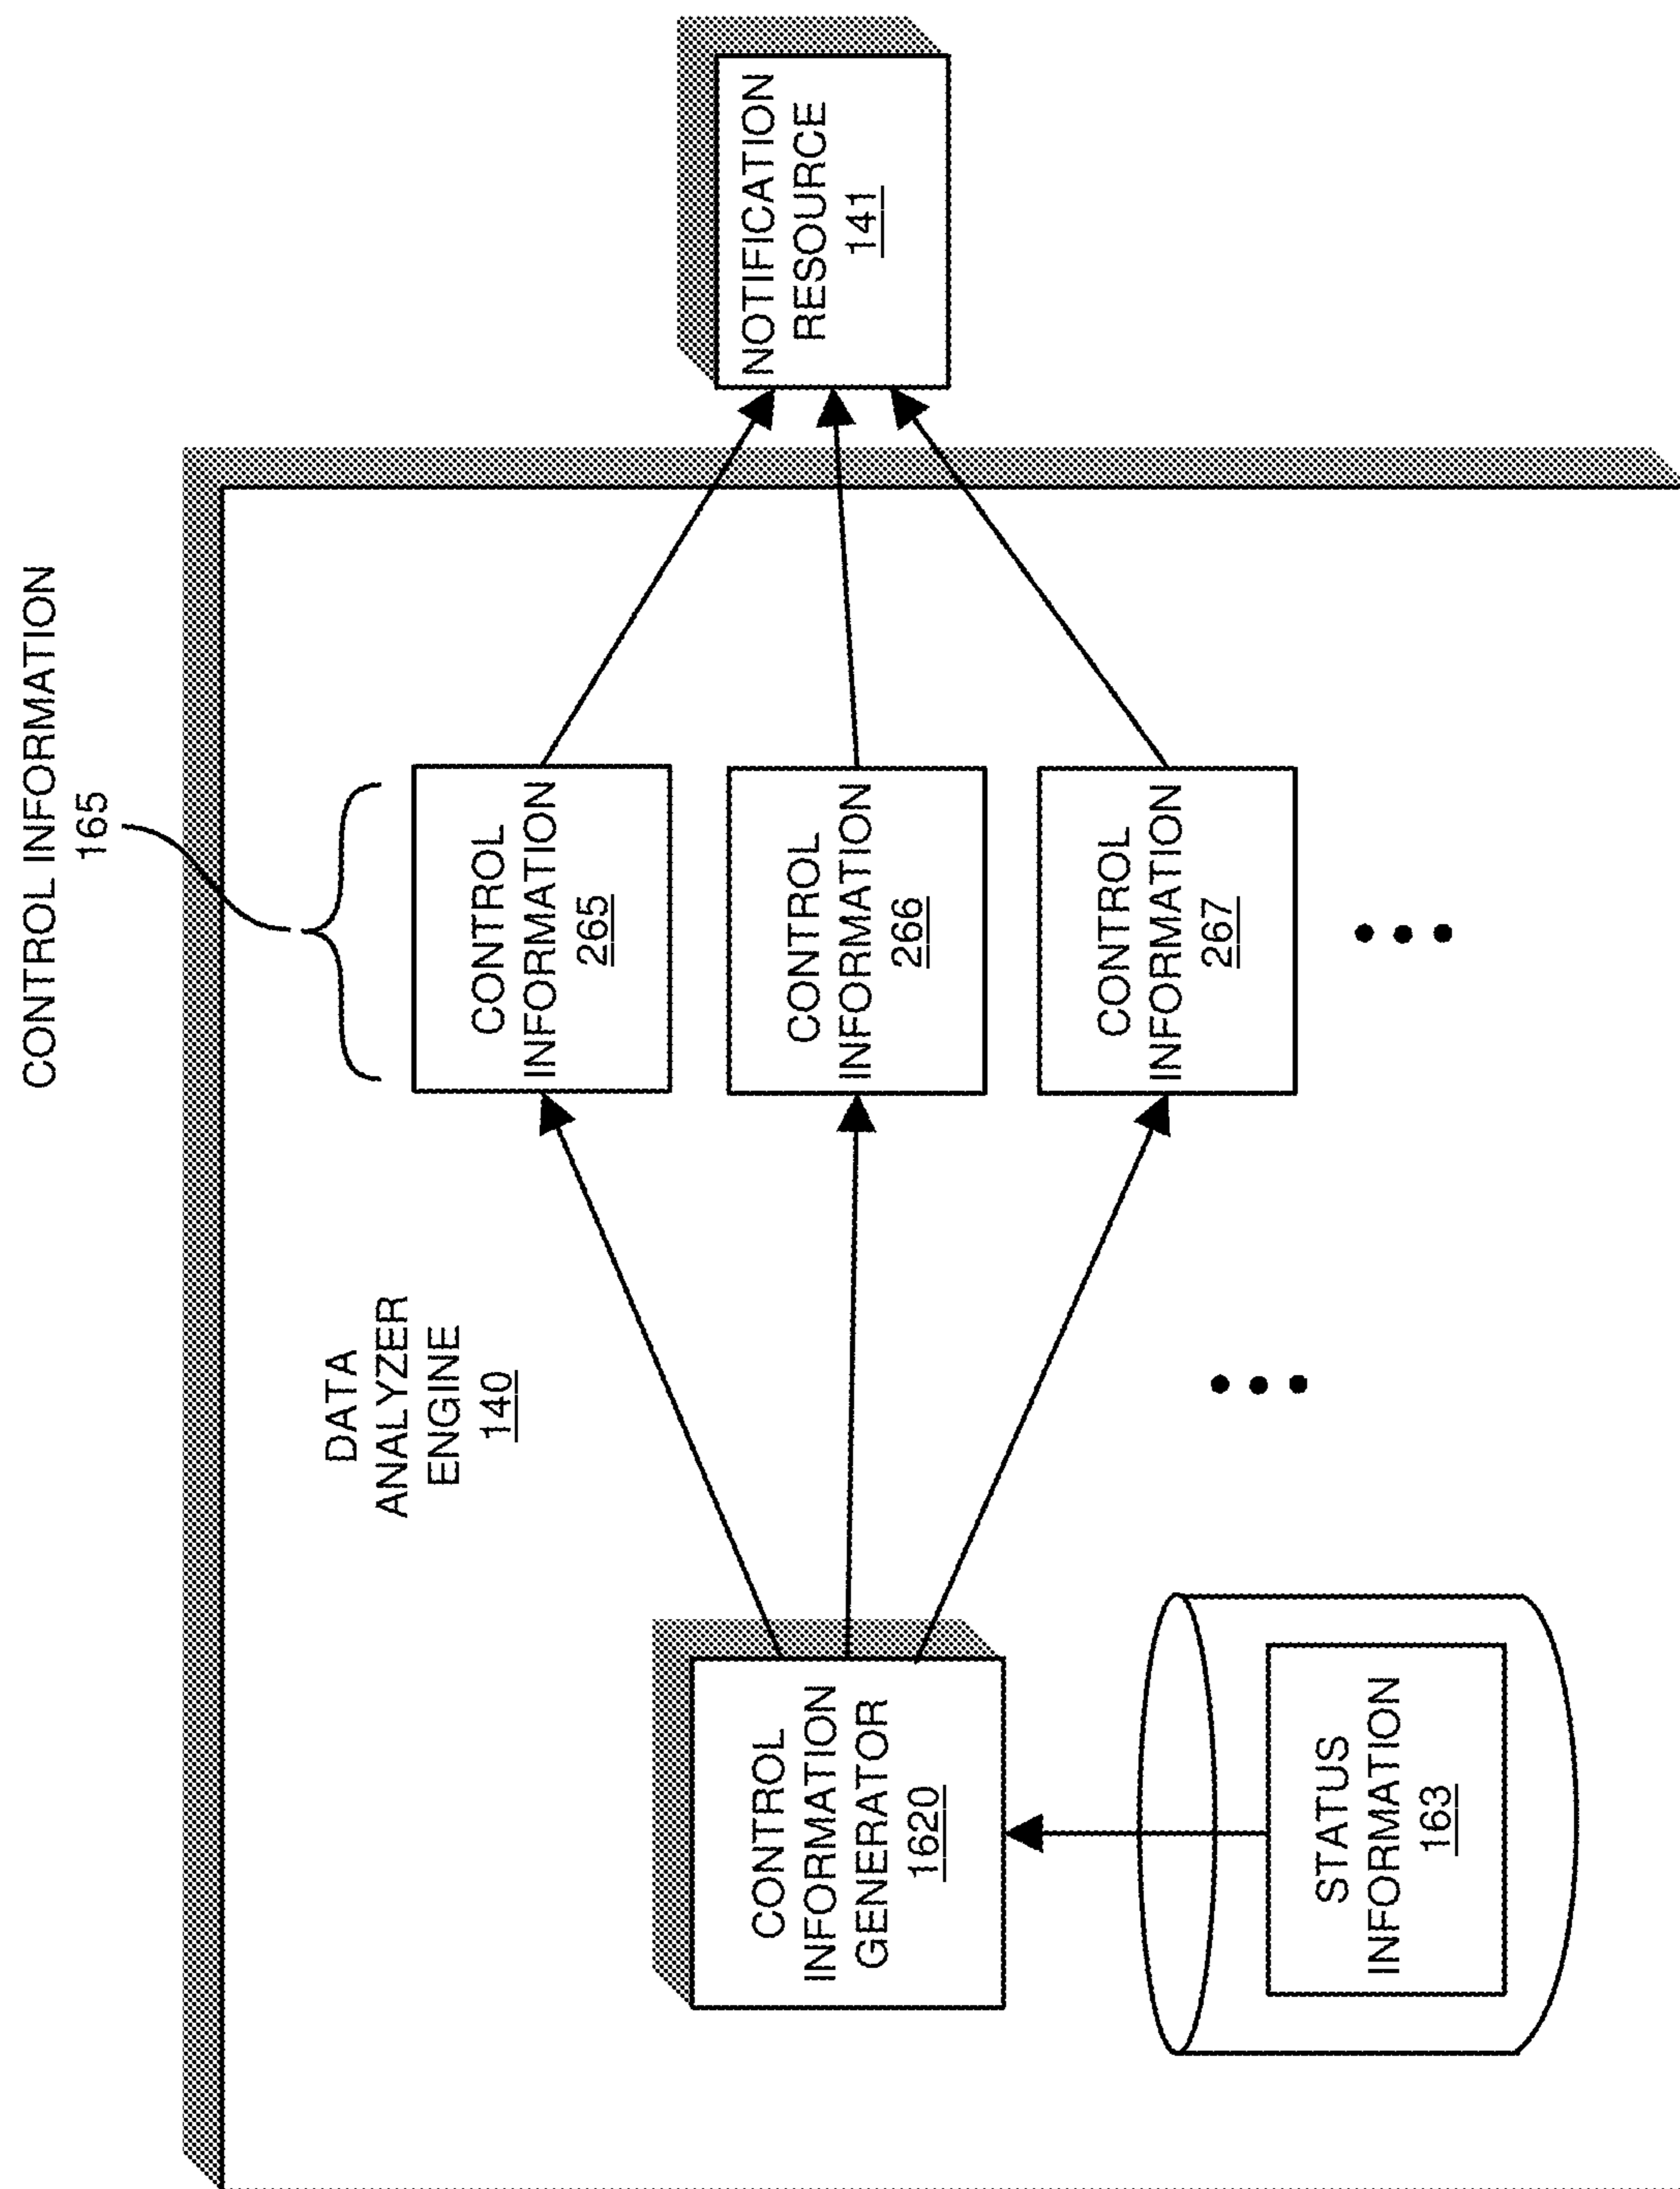 CONTROL INFORMATION
165
DATA
ANALYZER
ENGINE
140
CONTROL
INFORMATION
GENERATOR
1620
STATUS
INFORMATION
163
CONTROL
INFORMATION
265
CONTROL
INFORMATION
266
CONTROL
INFORMATION
267
NOTIFICATION
RESOURCE
141